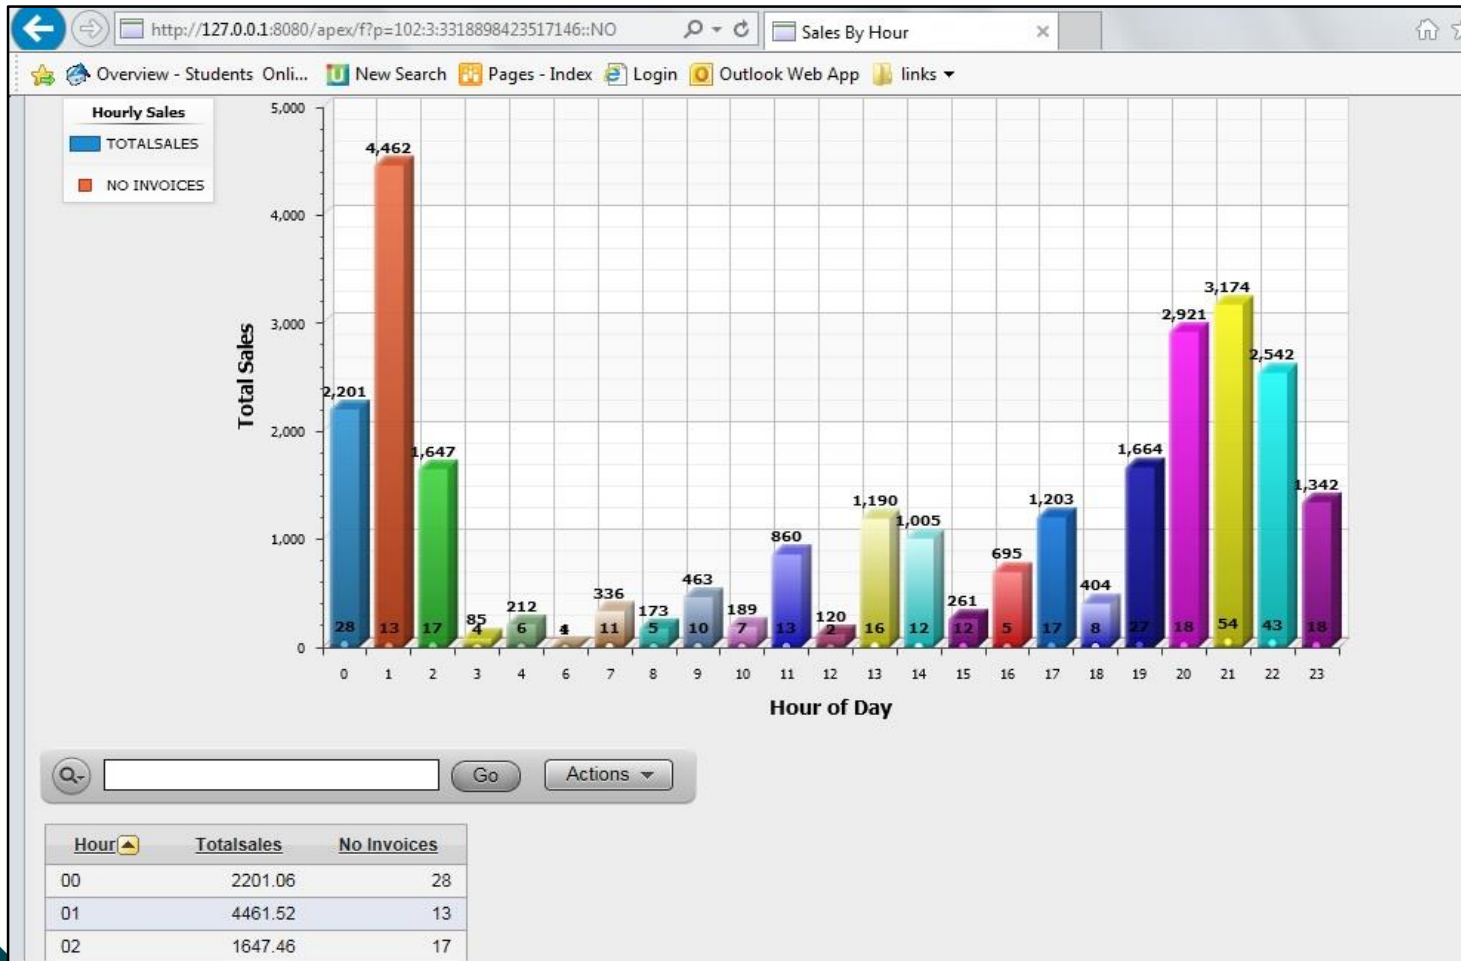 http://127.0.0.1:8080/apex/f?p=102:3:3318898423517146::NO
Sales By Hour
Overview - Students Onli... New Search Pages - Index Login Outlook Web App links
Hourly Sales
TOTALSALES
NO INVOICES
Total Sales
5,000
4,000
3,000
2,000
1,000
0
2,201 4,462 1,647 85 212 4 336 173 463 189 860 120 1,190 1,005 261 695 1,203 404 1,664 2,921 3,174 2,542 1,342
28 13 17 4 6 11 5 10 7 13 2 16 12 12 5 17 8 27 18 54 43 18
0 1 2 3 4 6 7 8 9 10 11 12 13 14 15 16 17 18 19 20 21 22 23
Hour of Day
Go Actions
Hour Totalsales No Invoices
00 2201.06 28
01 4461.52 13
02 1647.46 17